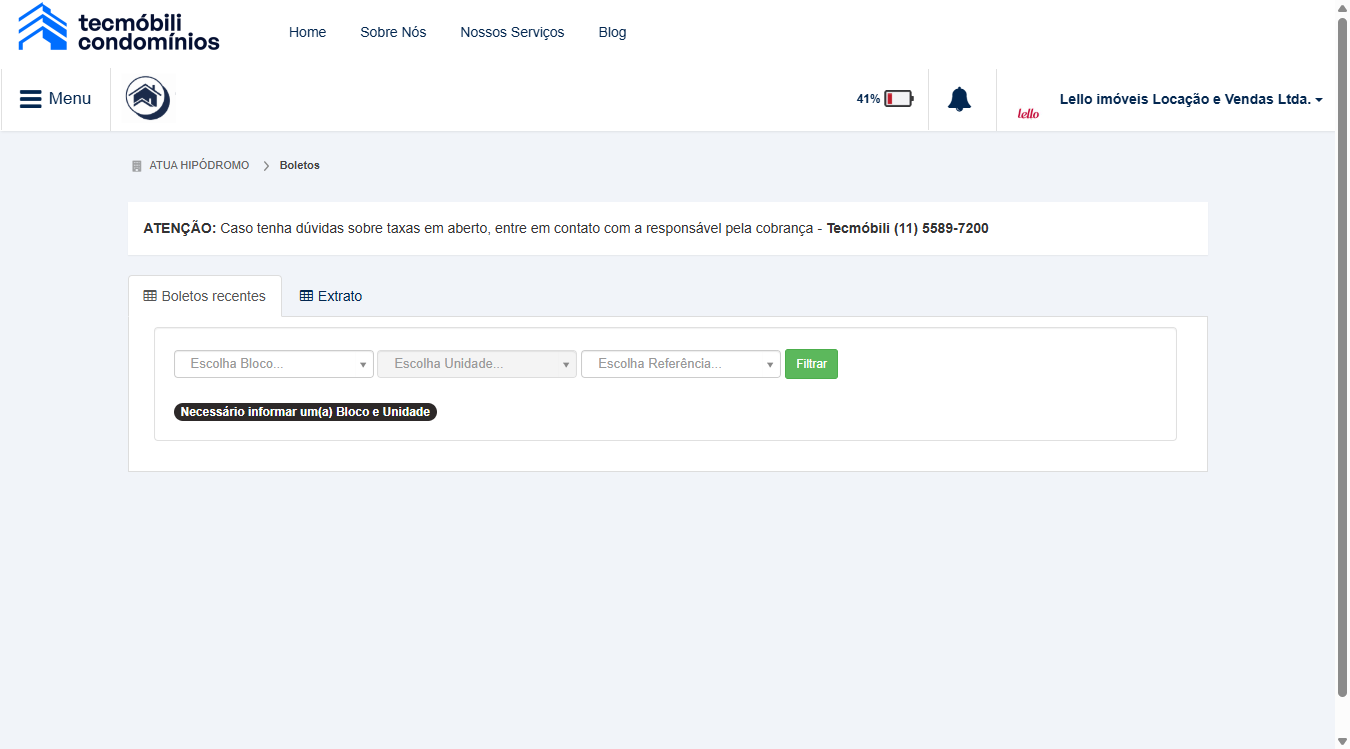 tecmóbili
condomínios
Home Sobre Nós Nossos Serviços Blog
Menu
41%
lello
Lello imóveis Locação e Vendas Ltda.
ATUA HIPÓDROMO > Boletos
ATENÇÃO: Caso tenha dúvidas sobre taxas em aberto, entre em contato com a responsável pela cobrança - Tecmóbili (11) 5589-7200
Boletos recentes Extrato
Escolha Bloco... Escolha Unidade... Escolha Referência... Filtrar
Necessário informar um(a) Bloco e Unidade